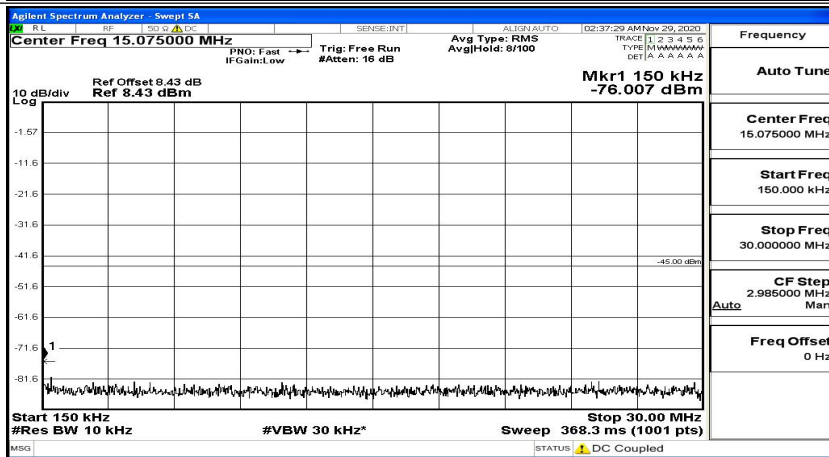 Agilent Spectrum Analyzer - Swept SA
LXI RL RF 50 Ω DC SENSE:INT ALIGN AUTO 02:37:29 AM Nov 29, 2020
Center Freq 15.075000 MHz
PNO: Fast
IFGain:Low
Trig: Free Run
#Atten: 16 dB
Avg Type: RMS
Avg|Hold: 8/100
TRACE 1 2 3 4 5 6
TYPE M WWWWW
DET A A A A A A
Ref Offset 8.43 dB
Mkr1 150 kHz
10 dB/div Ref 8.43 dBm -76.007 dBm
Log
-1.57
-11.6
-21.6
-31.6
-41.6
-45.00 dBm
-51.6
-61.6
-71.6
1
-81.6
Start 150 kHz Stop 30.00 MHz
#Res BW 10 kHz #VBW 30 kHz* Sweep 368.3 ms (1001 pts)
MSG STATUS DC Coupled
Frequency
Auto Tune
Center Freq
15.075000 MHz
Start Freq
150.000 kHz
Stop Freq
30.000000 MHz
CF Step
2.985000 MHz
Auto Man
Freq Offset
0 Hz